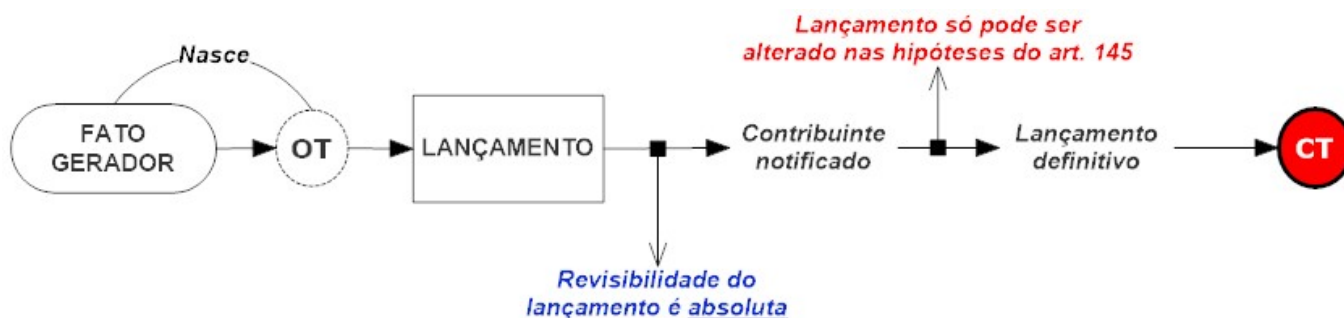 Lançamento só pode ser
alterado nas hipóteses do art. 145
Nasce
FATO
GERADOR
OT
LANÇAMENTO
Contribuinte
notificado
Lançamento
definitivo
CT
Revisibilidade do
lançamento é absoluta